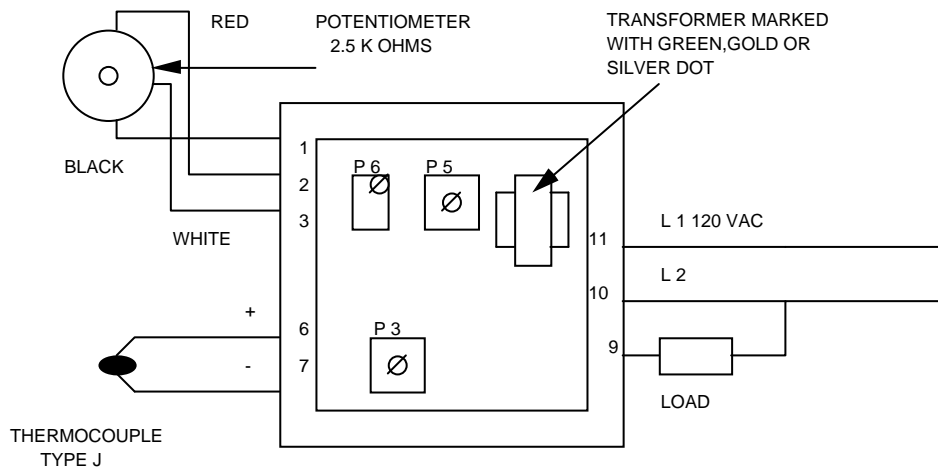 RED
POTENTIOMETER
2.5 K OHMS
TRANSFORMER MARKED
WITH GREEN,GOLD OR
SILVER DOT
BLACK
WHITE
1
2
3
P 6
P 5
11
L 1 120 VAC
10
L 2
+
6
-
7
P 3
9
LOAD
THERMOCOUPLE
TYPE J